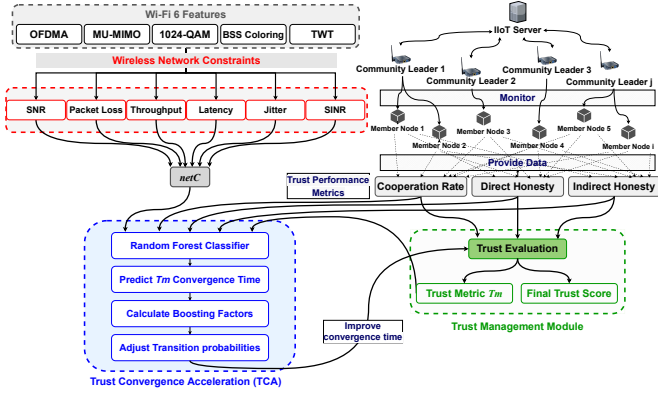 Wi-Fi 6 Features
OFDMA
MU-MIMO
1024-QAM
BSS Coloring
TWT
Wireless Network Constraints
SNR
Packet Loss
Throughput
Latency
Jitter
SINR
netC
IIoT Server
Community Leader 1
Community Leader 2
Community Leader 3
Community Leader j
Monitor
Member Node 1
Member Node 2
Member Node 3
Member Node 4
Member Node 5
Member Node i
Provide Data
Trust Performance
Metrics
Cooperation Rate
Direct Honesty
Indirect Honesty
Random Forest Classifier
Predict Tm Convergence Time
Calculate Boosting Factors
Adjust Transition probabilities
Trust Convergence Acceleration (TCA)
Improve
convergence time
Trust Evaluation
Trust Metric Tm
Final Trust Score
Trust Management Module